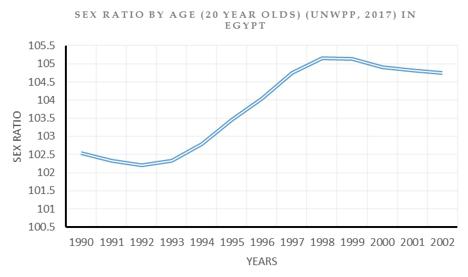 SEX RATIO BY AGE (20 YEAR OLDS) (UNWPP, 2017) IN
EGYPT
105.5
105
104.5
104
103.5
103
102.5
102
101.5
101
100.5
SEX RATIO
1990 1991 1992 1993 1994 1995 1996 1997 1998 1999 2000 2001 2002
YEARS